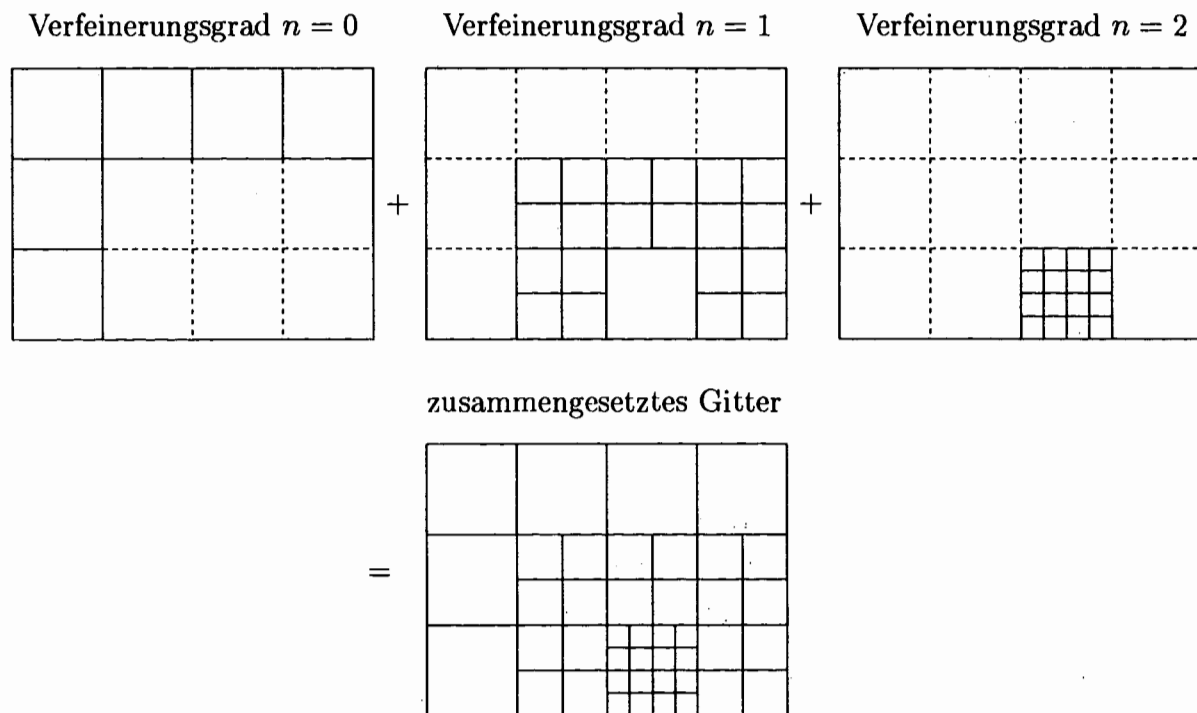 Verfeinerungsgrad n = 0 Verfeinerungsgrad n = 1 Verfeinerungsgrad n = 2
+ +
zusammengesetztes Gitter
=